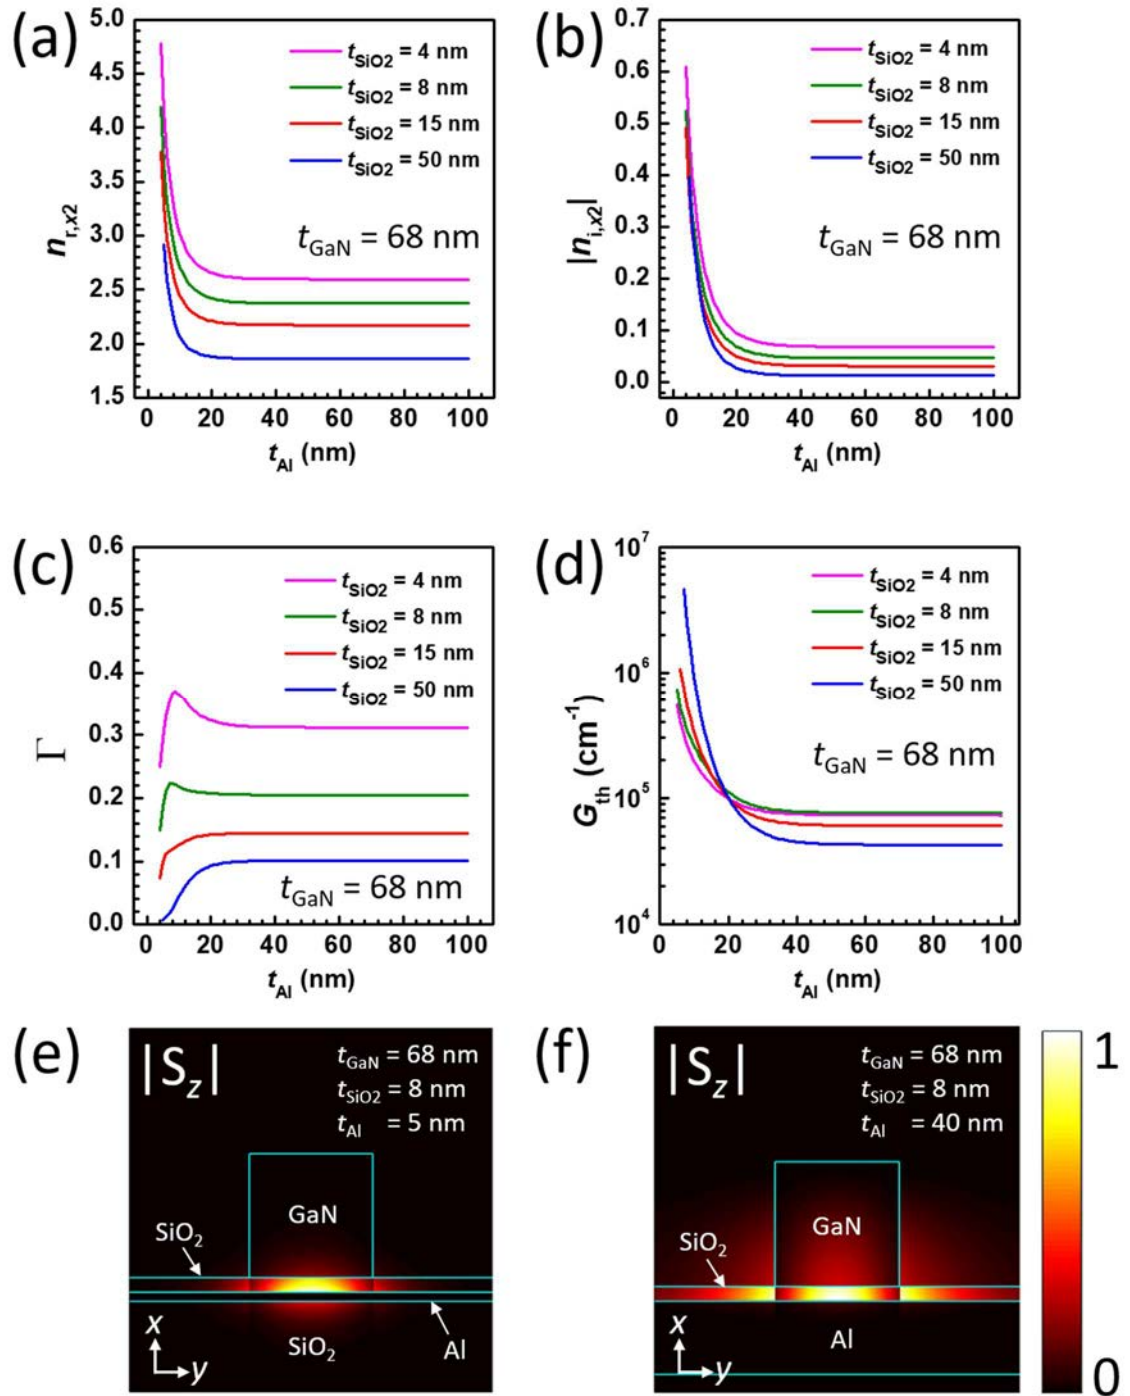 (a)
5.0
4.5
4.0
3.5
3.0
2.5
2.0
1.5
n_r,x2
t_SiO2 = 4 nm
t_SiO2 = 8 nm
t_SiO2 = 15 nm
t_SiO2 = 50 nm
t_GaN = 68 nm
0 20 40 60 80 100
t_Al (nm)
(b)
0.7
0.6
0.5
0.4
0.3
0.2
0.1
0.0
|n_i,x2|
t_SiO2 = 4 nm
t_SiO2 = 8 nm
t_SiO2 = 15 nm
t_SiO2 = 50 nm
t_GaN = 68 nm
0 20 40 60 80 100
t_Al (nm)
(c)
0.6
0.5
0.4
0.3
0.2
0.1
0.0
Γ
t_SiO2 = 4 nm
t_SiO2 = 8 nm
t_SiO2 = 15 nm
t_SiO2 = 50 nm
t_GaN = 68 nm
0 20 40 60 80 100
t_Al (nm)
(d)
10^7
10^6
10^5
10^4
G_th (cm^-1)
t_SiO2 = 4 nm
t_SiO2 = 8 nm
t_SiO2 = 15 nm
t_SiO2 = 50 nm
t_GaN = 68 nm
0 20 40 60 80 100
t_Al (nm)
(e)
|S_z|
t_GaN = 68 nm
t_SiO2 = 8 nm
t_Al = 5 nm
GaN
SiO2
SiO2
Al
x
y
(f)
|S_z|
t_GaN = 68 nm
t_SiO2 = 8 nm
t_Al = 40 nm
GaN
SiO2
Al
x
y
1
0